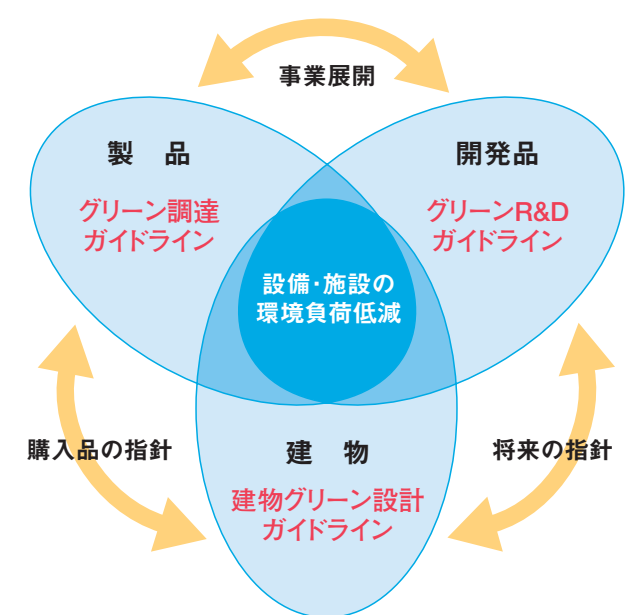 事業展開
製　品
開発品
グリーン調達
ガイドライン
グリーンR&D
ガイドライン
設備・施設の
環境負荷低減
購入品の指針
建　物
将来の指針
建物グリーン設計
ガイドライン